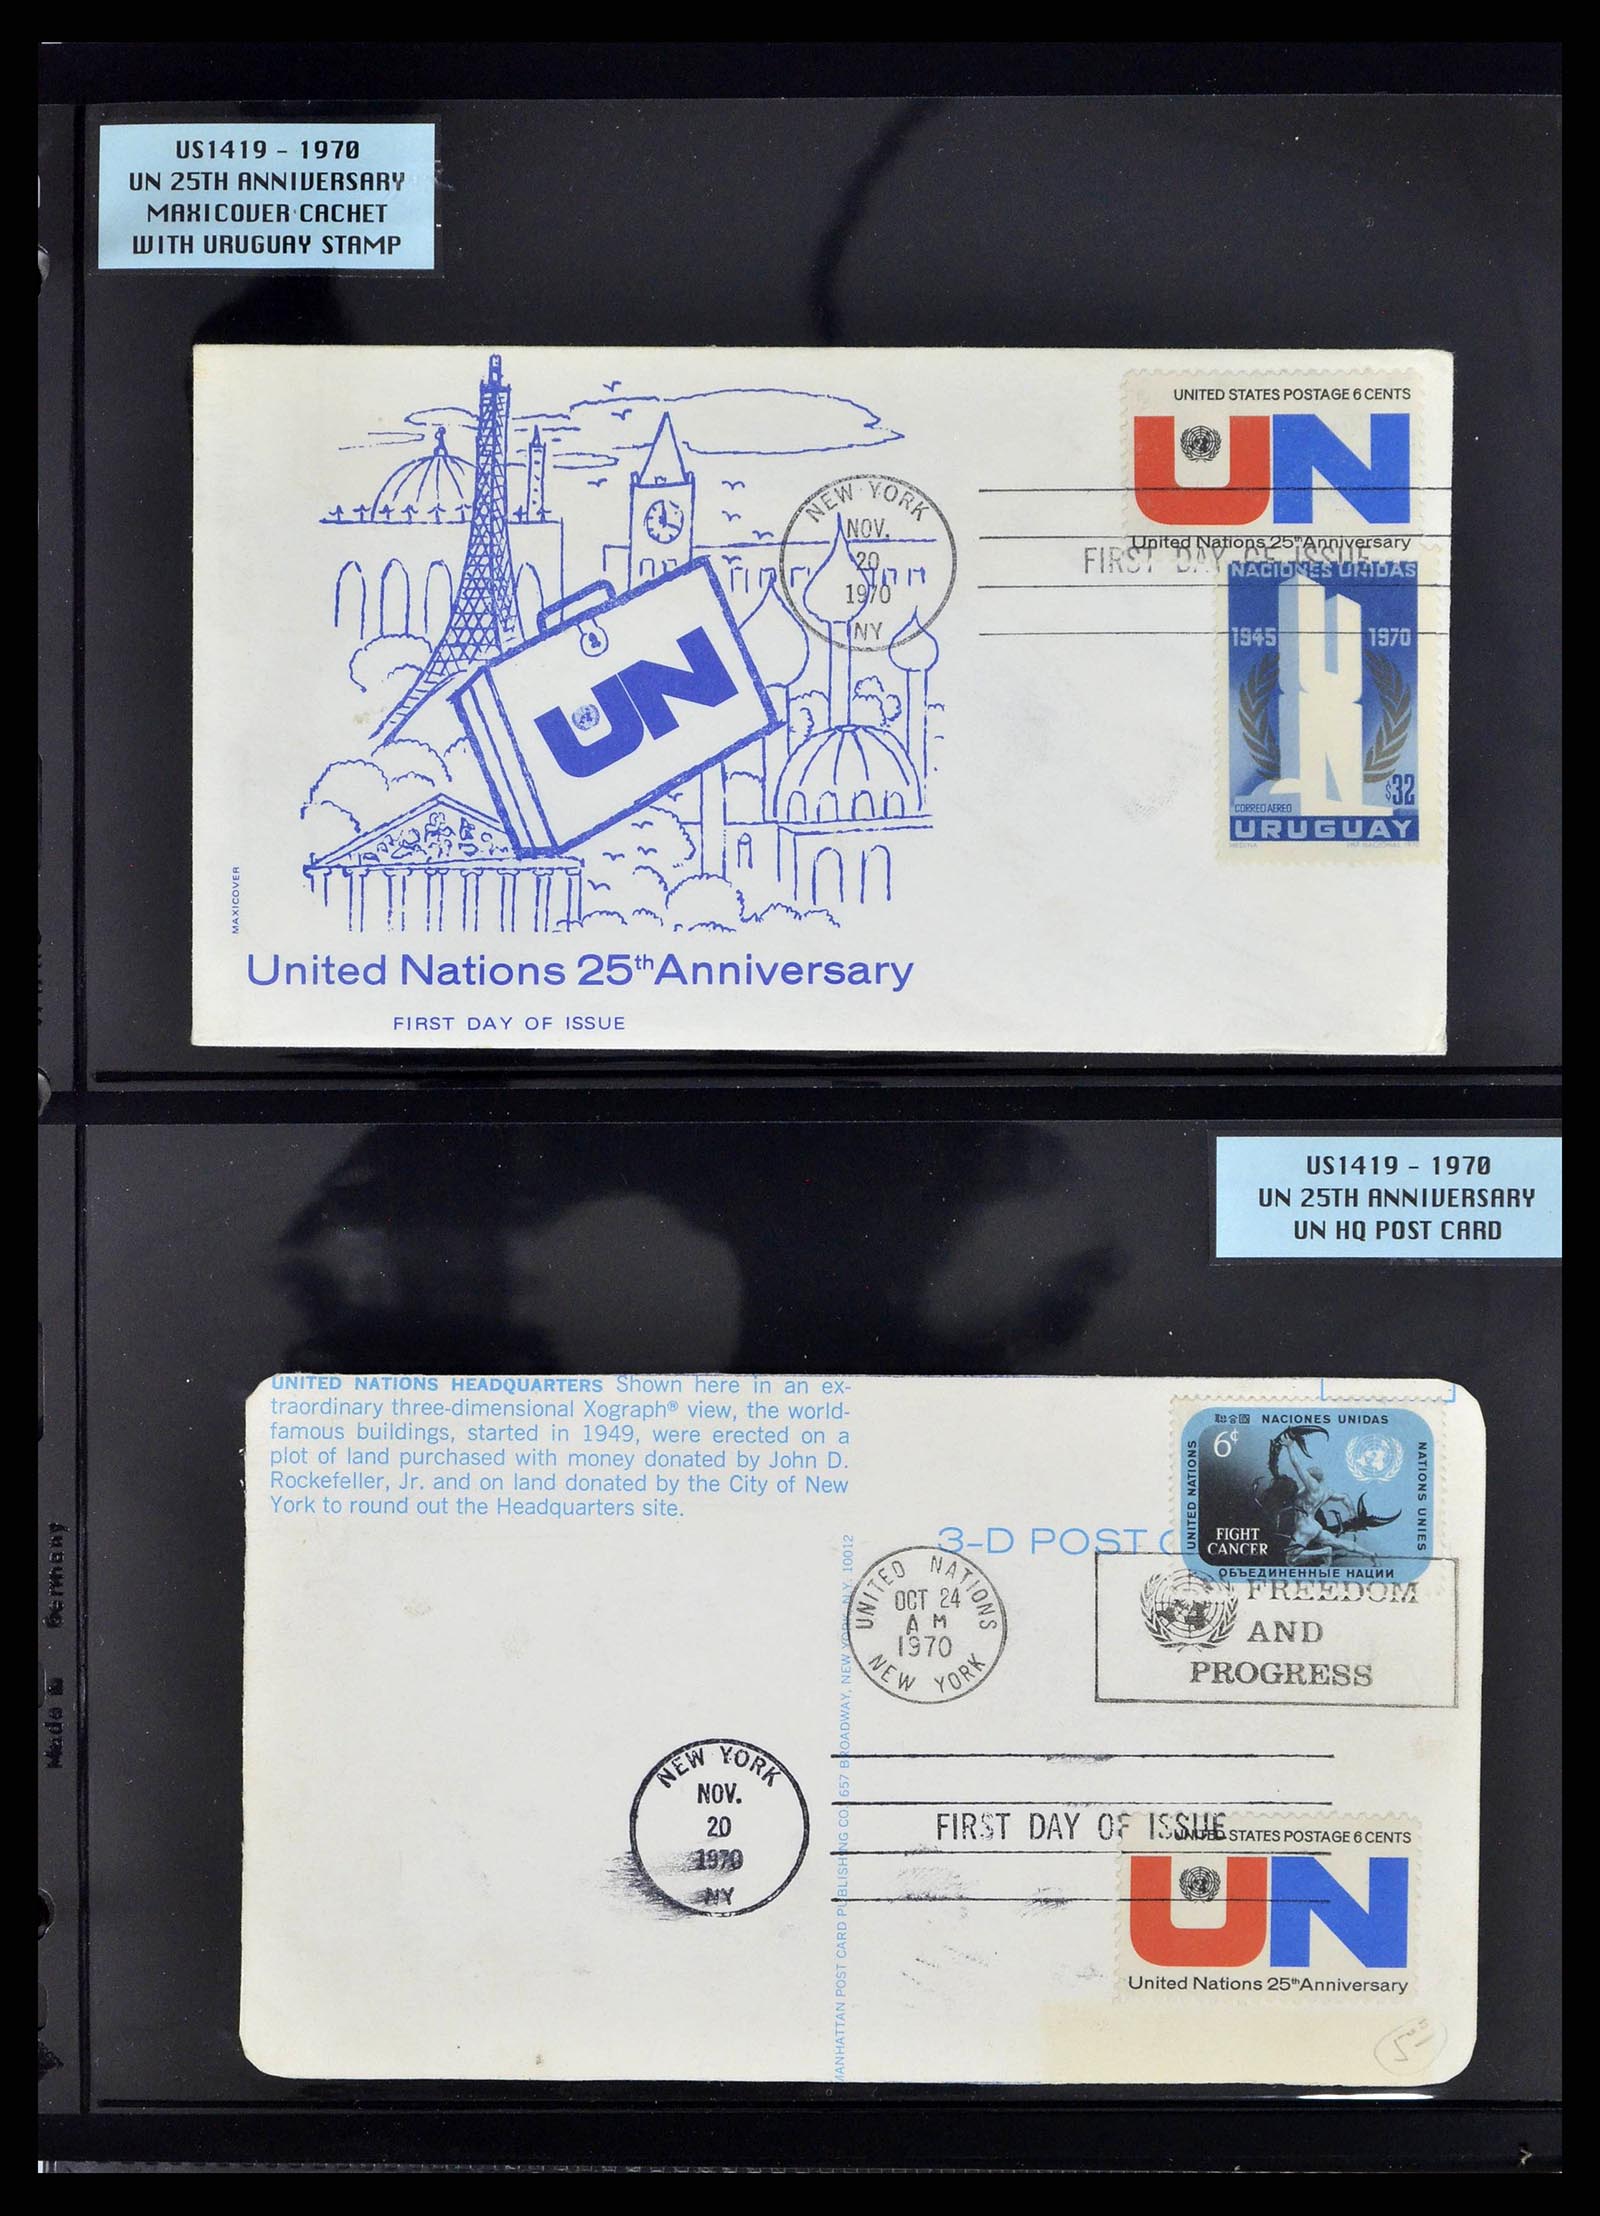 US1419 - 1970
UN 25TH ANNIVERSARY
MAXICOVER CACHET
WITH URUGUAY STAMP
UNITED STATES POSTAGE 6 CENTS
UN
United Nations 25th Anniversary
NEW YORK
NOV.
20
1970
NY
FIRST DAY OF ISSUE
NACIONES UNIDAS
1945 1970
UN
$32
CORREO AEREO
URUGUAY
MEDINA
IMP. NACIONAL 1970
UN
MAXICOVER
United Nations 25th Anniversary
FIRST DAY OF ISSUE
US1419 - 1970
UN 25TH ANNIVERSARY
UN HQ POST CARD
UNITED NATIONS HEADQUARTERS Shown here in an ex-
traordinary three-dimensional Xograph® view, the world-
famous buildings, started in 1949, were erected on a
plot of land purchased with money donated by John D.
Rockefeller, Jr. and on land donated by the City of New
York to round out the Headquarters site.
3-D POST C
NACIONES UNIDAS
6¢
UNITED NATIONS
NATIONS UNIES
FIGHT
CANCER
ОБЪЕДИНЕННЫЕ НАЦИИ
UNITED NATIONS
OCT 24
AM
1970
NEW YORK
FREEDOM
AND
PROGRESS
MANHATTAN POST CARD PUBLISHING CO. 657 BROADWAY, NEW YORK, N.Y. 10012
NEW YORK
NOV.
20
1970
NY
FIRST DAY OF ISSUE
UNITED STATES POSTAGE 6 CENTS
UN
United Nations 25th Anniversary
Made in Germany